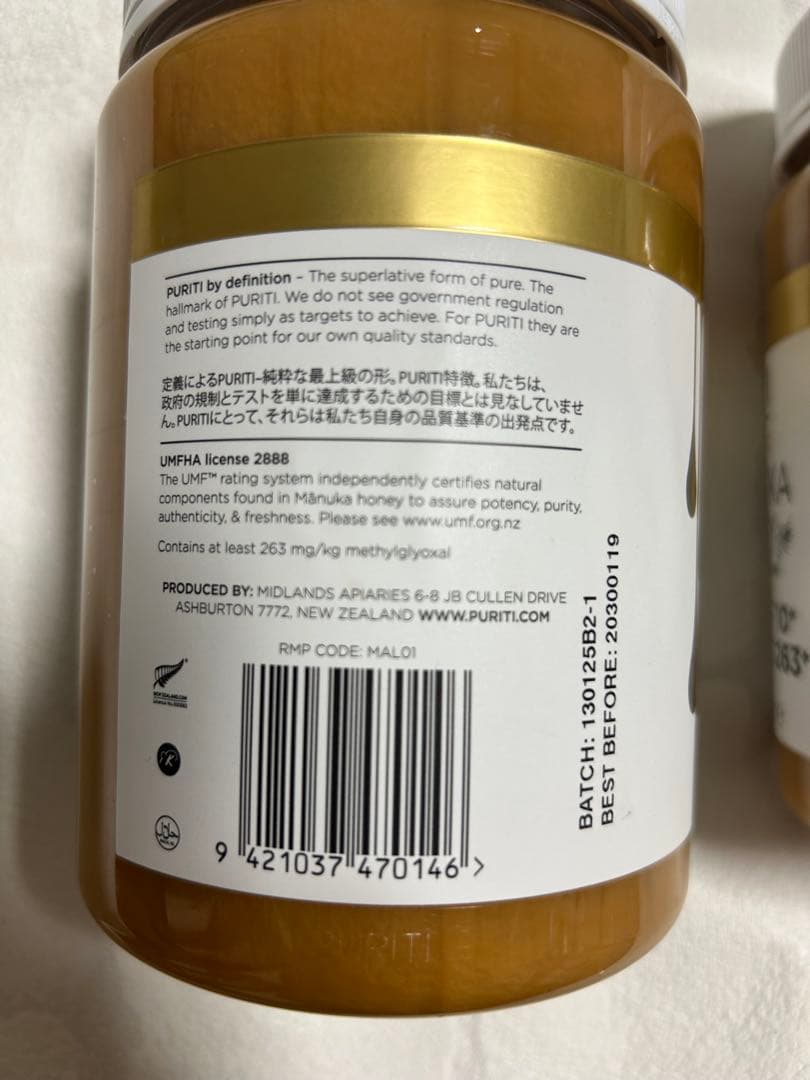 PURITI by definition – The superlative form of pure. The
hallmark of PURITI. We do not see government regulation
and testing simply as targets to achieve. For PURITI they are
the starting point for our own quality standards.
定義によるPURITI–純粋な最上級の形。PURITI特徴。私たちは、
政府の規制とテストを単に達成するための目標とは見なしていませ
ん。PURITIにとって、それらは私たち自身の品質基準の出発点です。
UMFHA license 2888
The UMF™ rating system independently certifies natural
components found in Mānuka honey to assure potency, purity,
authenticity, & freshness. Please see www.umf.org.nz
Contains at least 263 mg/kg methylglyoxal
PRODUCED BY: MIDLANDS APIARIES 6-8 JB CULLEN DRIVE
ASHBURTON 7772, NEW ZEALAND WWW.PURITI.COM
RMP CODE: MAL01
9 421037 470146 >
BATCH: 130125B2-1
BEST BEFORE: 20300119
PURITI
KA
10+
263+